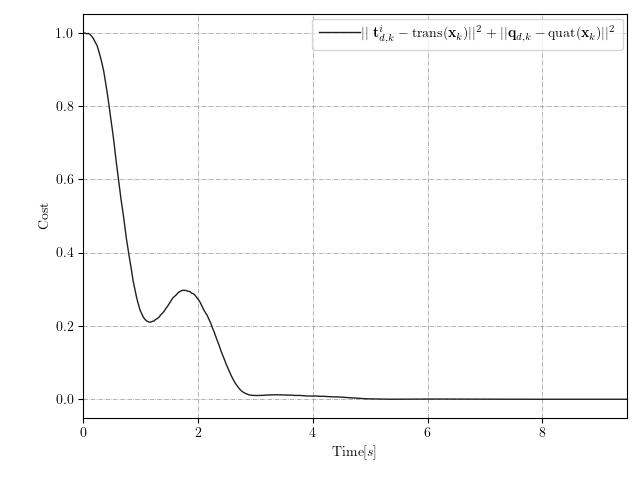 || t^i_{d,k} − trans(x_k)||^2 + ||q_{d,k} − quat(x_k)||^2
1.0
0.8
0.6
0.4
0.2
0.0
Cost
0 2 4 6 8
Time[s]